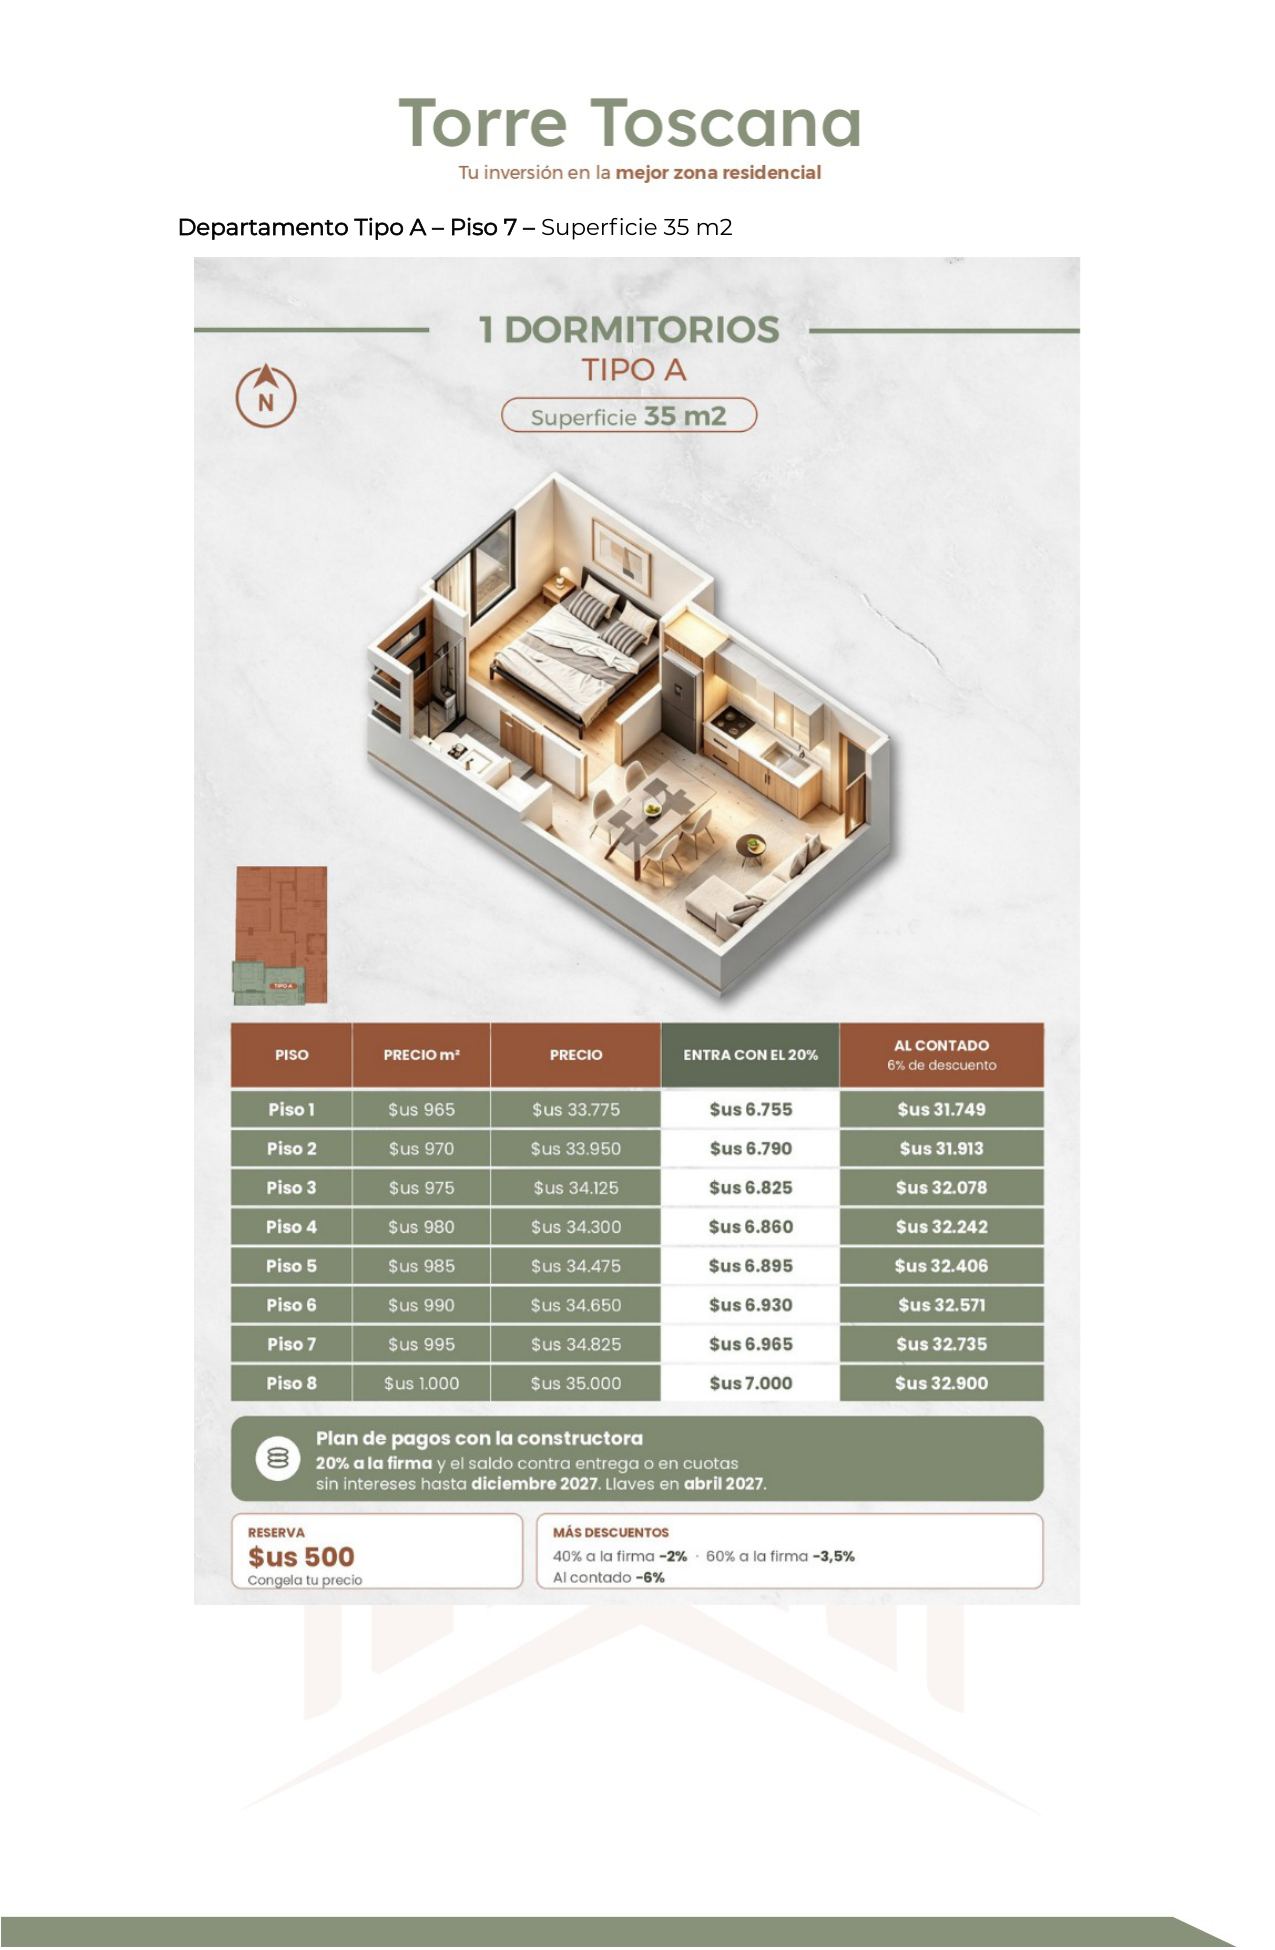 Torre Toscana
Tu inversión en la mejor zona residencial
Departamento Tipo A – Piso 7 – Superficie 35 m2
1 DORMITORIOS
TIPO A
Superficie 35 m2
N
TIPO A
PISO PRECIO m² PRECIO ENTRA CON EL 20% AL CONTADO
6% de descuento
Piso 1 $us 965 $us 33.775 $us 6.755 $us 31.749
Piso 2 $us 970 $us 33.950 $us 6.790 $us 31.913
Piso 3 $us 975 $us 34.125 $us 6.825 $us 32.078
Piso 4 $us 980 $us 34.300 $us 6.860 $us 32.242
Piso 5 $us 985 $us 34.475 $us 6.895 $us 32.406
Piso 6 $us 990 $us 34.650 $us 6.930 $us 32.571
Piso 7 $us 995 $us 34.825 $us 6.965 $us 32.735
Piso 8 $us 1.000 $us 35.000 $us 7.000 $us 32.900
Plan de pagos con la constructora
20% a la firma y el saldo contra entrega o en cuotas
sin intereses hasta diciembre 2027. Llaves en abril 2027.
RESERVA
$us 500
Congela tu precio
MÁS DESCUENTOS
40% a la firma -2% · 60% a la firma -3,5%
Al contado -6%